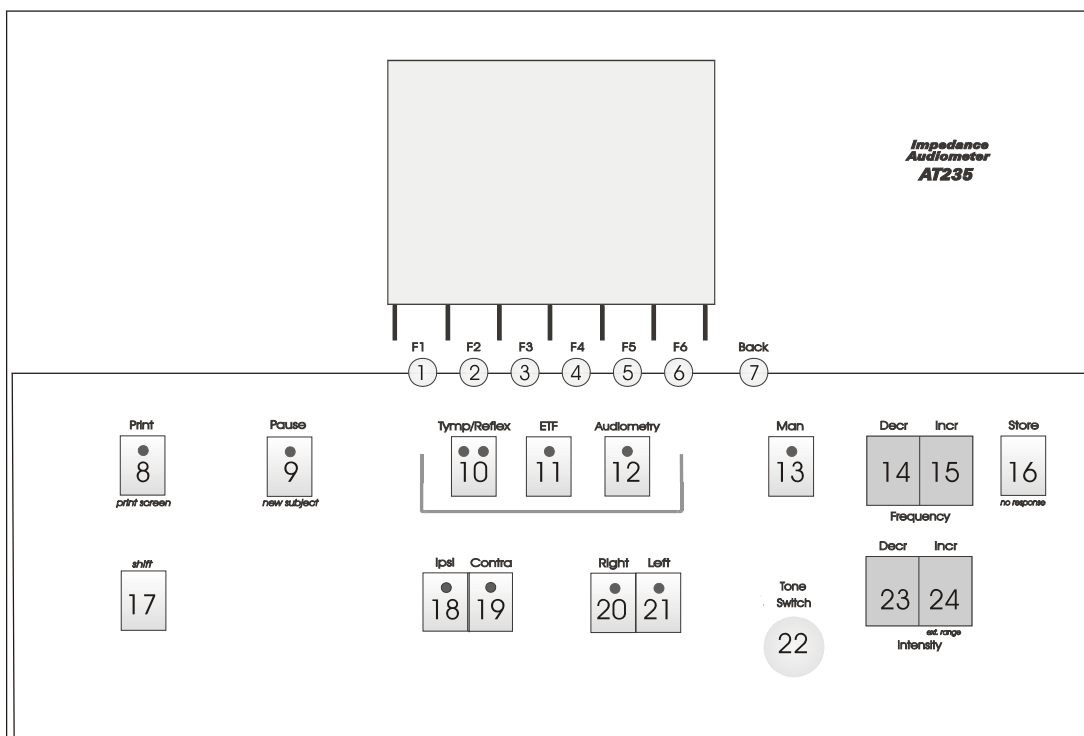 Impedance
Audiometer
AT235
F1 F2 F3 F4 F5 F6 Back
1 2 3 4 5 6 7
Print Pause Tymp/Reflex ETF Audiometry Man Decr Incr Store
8 9 10 11 12 13 14 15 16
print screen new subject no response
Frequency
shift Ipsi Contra Right Left Tone Switch Decr Incr
17 18 19 20 21 22 23 24
ext. range
Intensity